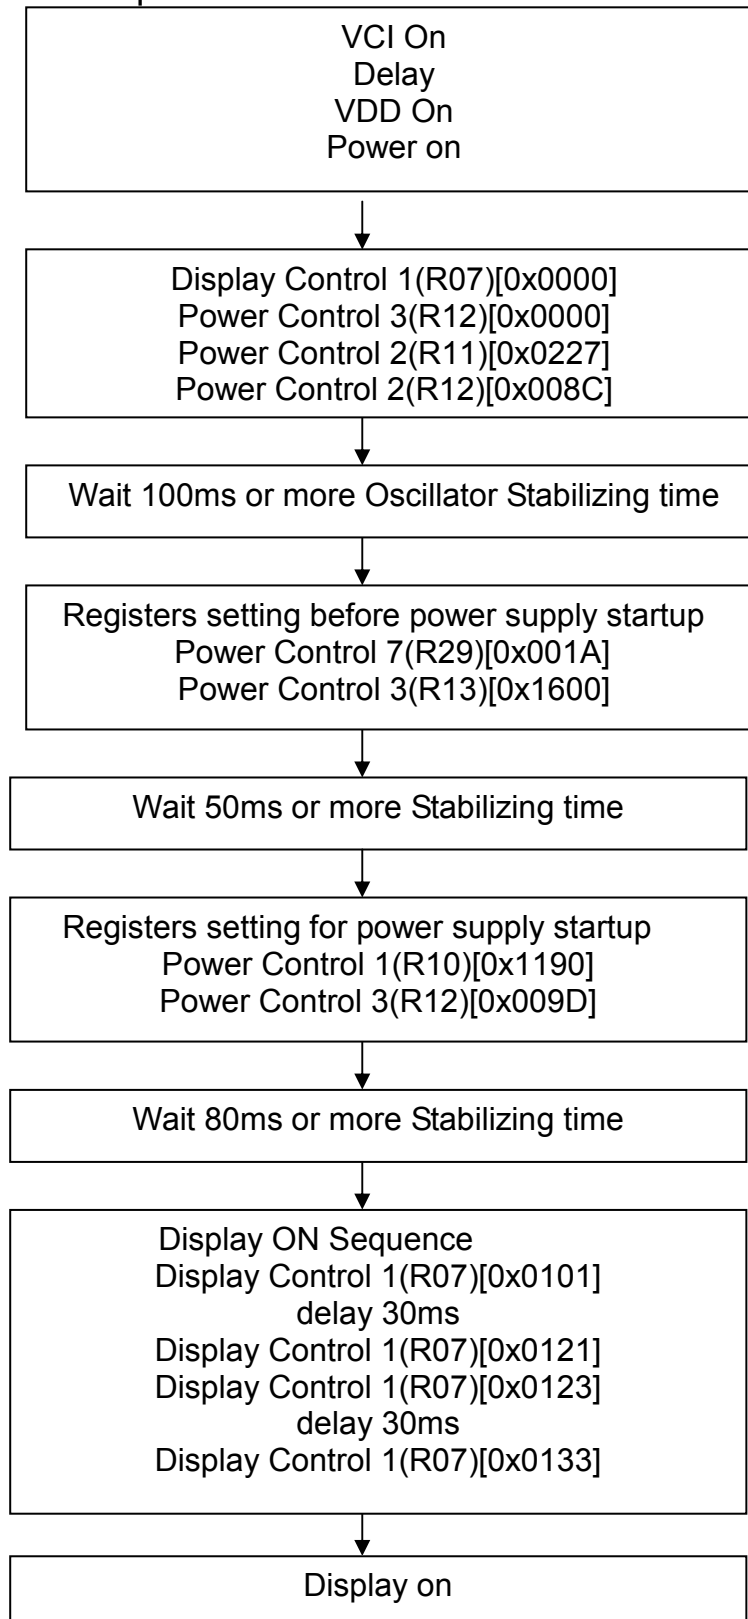 VCI On
Delay
VDD On
Power on
Display Control 1(R07)[0x0000]
Power Control 3(R12)[0x0000]
Power Control 2(R11)[0x0227]
Power Control 2(R12)[0x008C]
Wait 100ms or more Oscillator Stabilizing time
Registers setting before power supply startup
Power Control 7(R29)[0x001A]
Power Control 3(R13)[0x1600]
Wait 50ms or more Stabilizing time
Registers setting for power supply startup
Power Control 1(R10)[0x1190]
Power Control 3(R12)[0x009D]
Wait 80ms or more Stabilizing time
Display ON Sequence
Display Control 1(R07)[0x0101]
delay 30ms
Display Control 1(R07)[0x0121]
Display Control 1(R07)[0x0123]
delay 30ms
Display Control 1(R07)[0x0133]
Display on